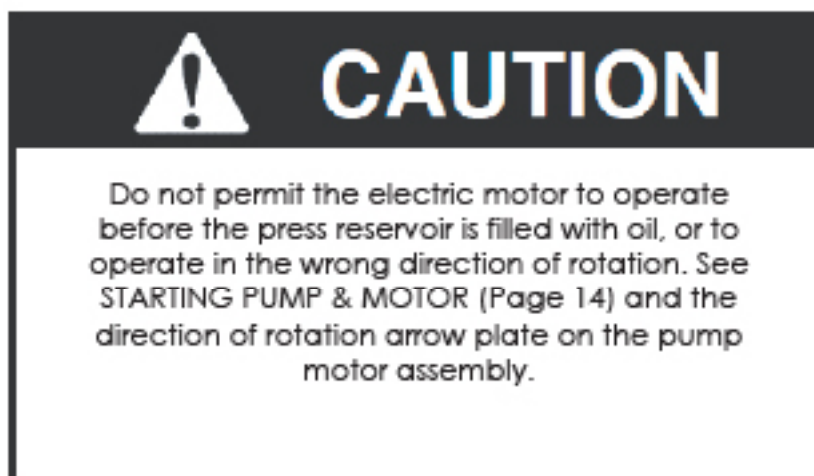 CAUTION
Do not permit the electric motor to operate
before the press reservoir is filled with oil, or to
operate in the wrong direction of rotation. See
STARTING PUMP & MOTOR (Page 14) and the
direction of rotation arrow plate on the pump
motor assembly.